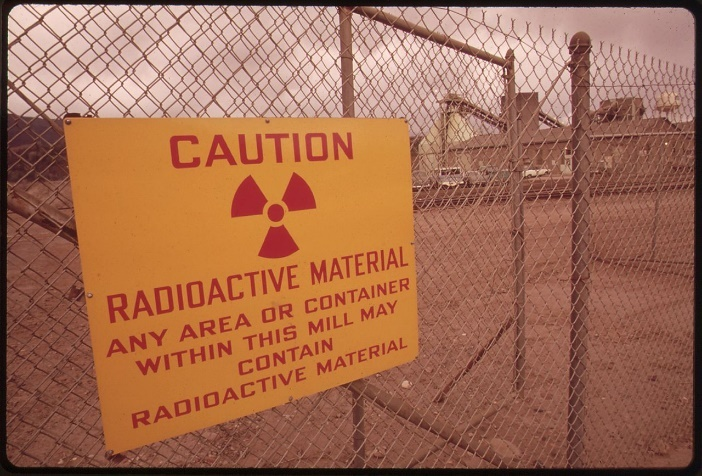 CAUTION
RADIOACTIVE MATERIAL
ANY AREA OR CONTAINER
WITHIN THIS MILL MAY
CONTAIN
RADIOACTIVE MATERIAL